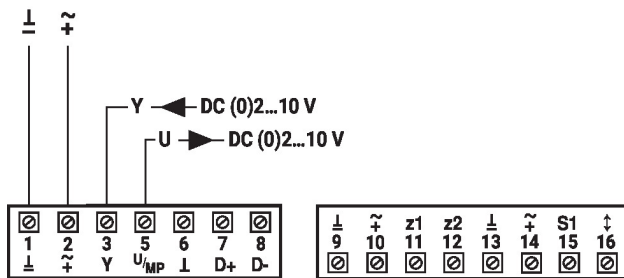 ⊥ ~+
Y DC (0)2...10 V
U DC (0)2...10 V
1 2 3 5 6 7 8
⊥ ~+ Y U/MP ⊥ D+ D-
⊥ ~+ z1 z2 ⊥ ~+ S1 ↕
9 10 11 12 13 14 15 16